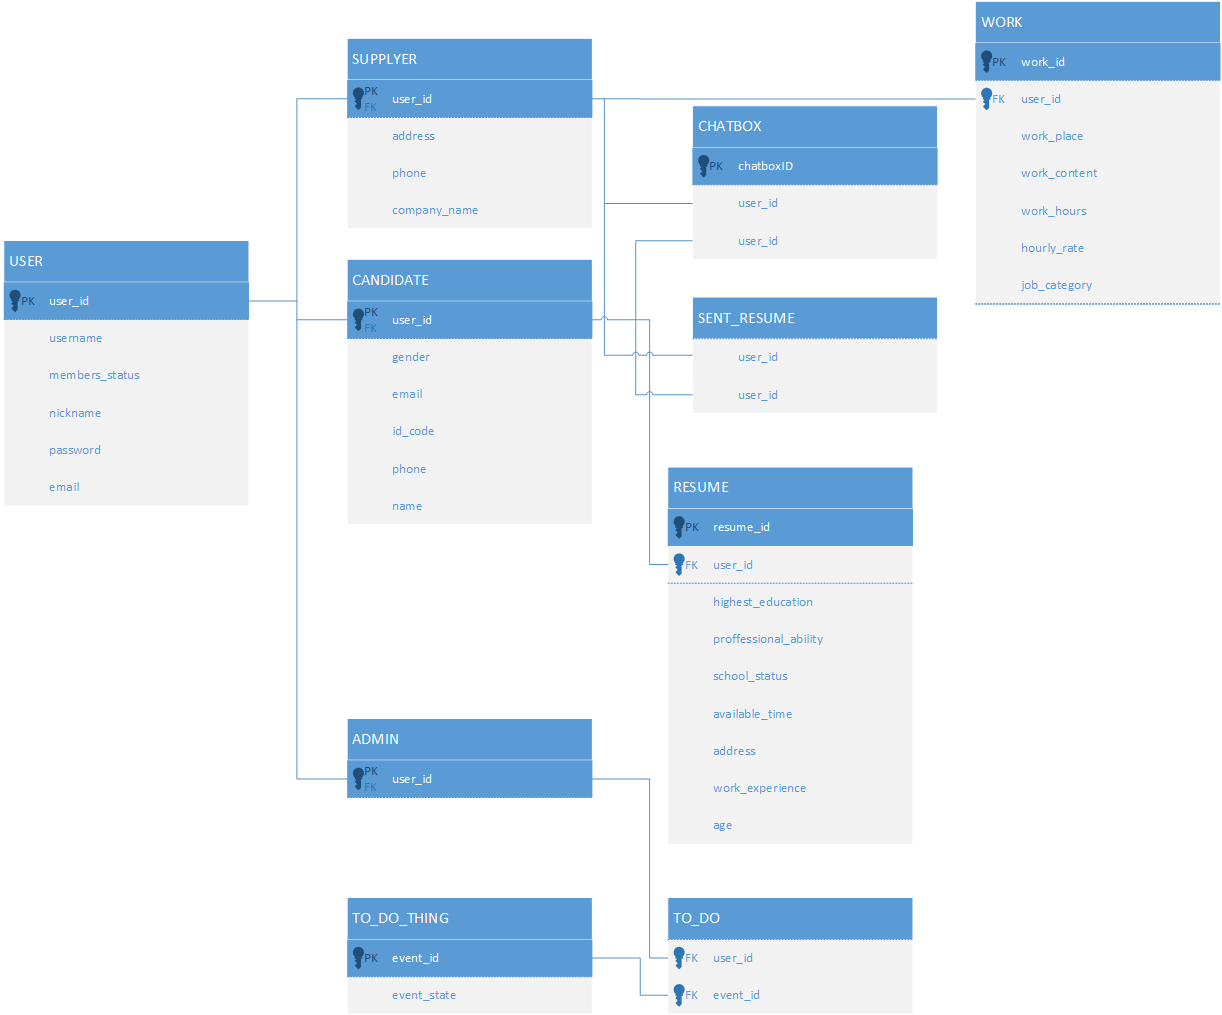 USER
PK user_id
username
members_status
nickname
password
email
SUPPLYER
PK
FK
user_id
address
phone
company_name
CANDIDATE
PK
FK
user_id
gender
email
id_code
phone
name
ADMIN
PK
FK
user_id
TO_DO_THING
PK event_id
event_state
CHATBOX
PK chatboxID
user_id
user_id
SENT_RESUME
user_id
user_id
RESUME
PK resume_id
FK user_id
highest_education
proffessional_ability
school_status
available_time
address
work_experience
age
TO_DO
FK user_id
FK event_id
WORK
PK work_id
FK user_id
work_place
work_content
work_hours
hourly_rate
job_category